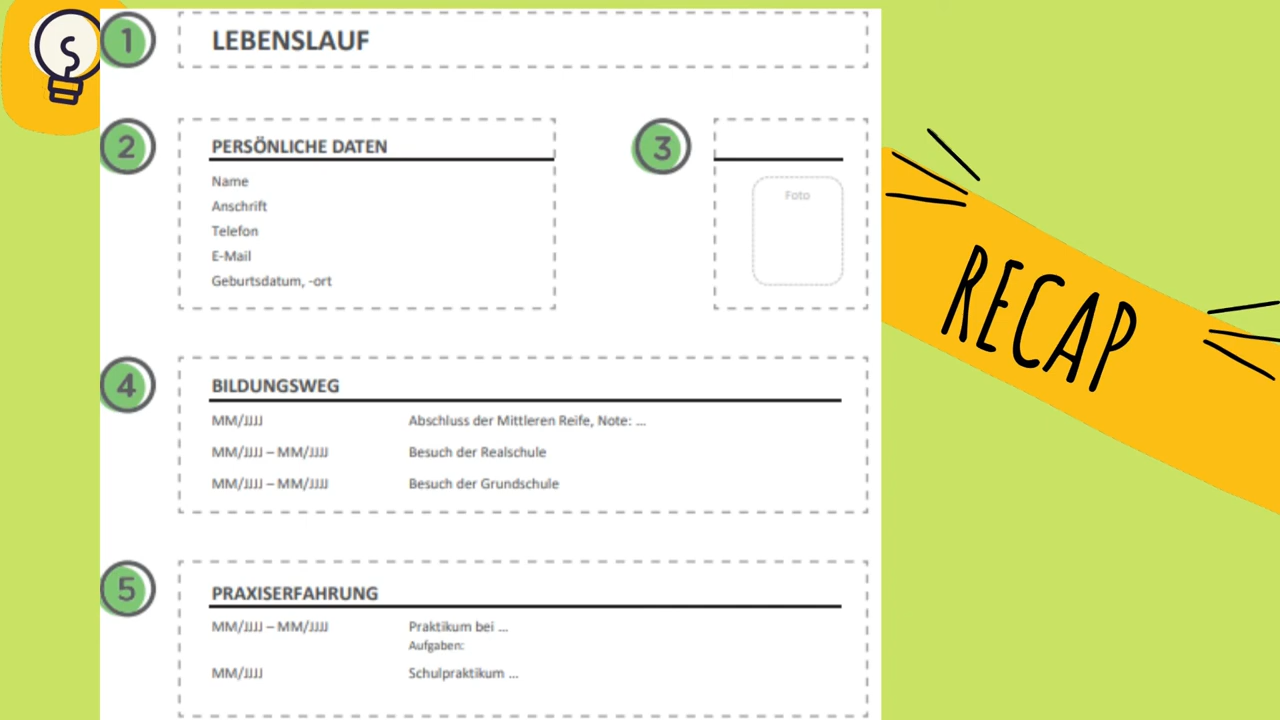 1
LEBENSLAUF
2
PERSÖNLICHE DATEN
Name
Anschrift
Telefon
E-Mail
Geburtsdatum, -ort
3
Foto
4
BILDUNGSWEG
MM/JJJJ Abschluss der Mittleren Reife, Note: ...
MM/JJJJ – MM/JJJJ Besuch der Realschule
MM/JJJJ – MM/JJJJ Besuch der Grundschule
5
PRAXISERFAHRUNG
MM/JJJJ – MM/JJJJ Praktikum bei ...
Aufgaben:
MM/JJJJ Schulpraktikum ...
RECAP